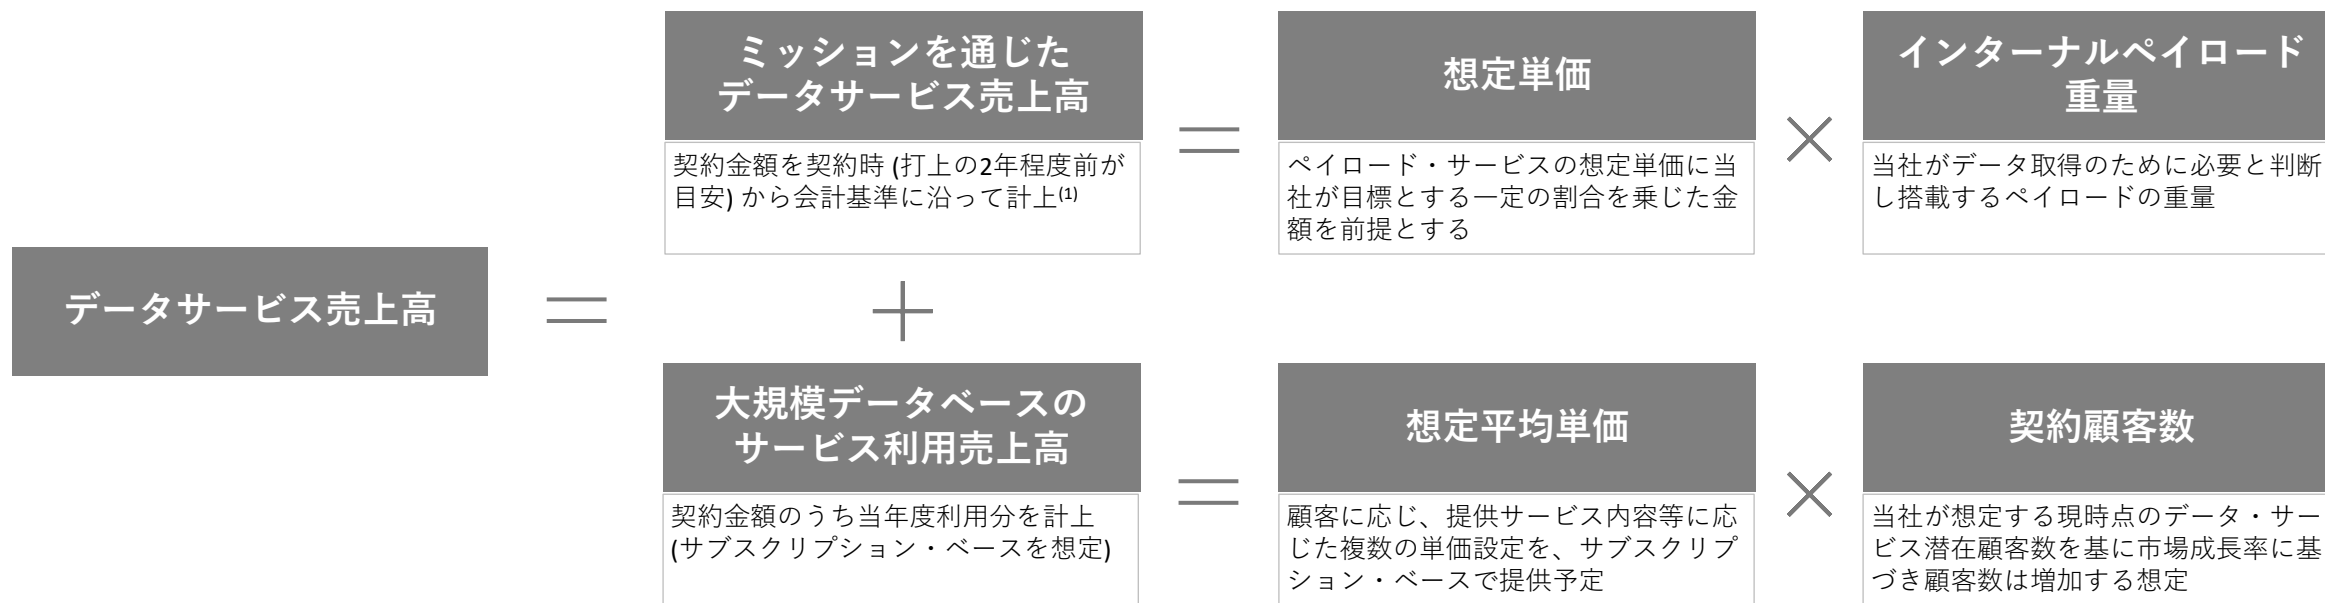 ミッションを通じた
データサービス売上高
契約金額を契約時 (打上の2年程度前が
目安) から会計基準に沿って計上(1)
＝
想定単価
ペイロード・サービスの想定単価に当
社が目標とする一定の割合を乗じた金
額を前提とする
×
インターナルペイロード
重量
当社がデータ取得のために必要と判断
し搭載するペイロードの重量
データサービス売上高
＝
＋
大規模データベースの
サービス利用売上高
契約金額のうち当年度利用分を計上
(サブスクリプション・ベースを想定)
＝
想定平均単価
顧客に応じ、提供サービス内容等に応
じた複数の単価設定を、サブスクリプ
ション・ベースで提供予定
×
契約顧客数
当社が想定する現時点のデータ・サー
ビス潜在顧客数を基に市場成長率に基
づき顧客数は増加する想定